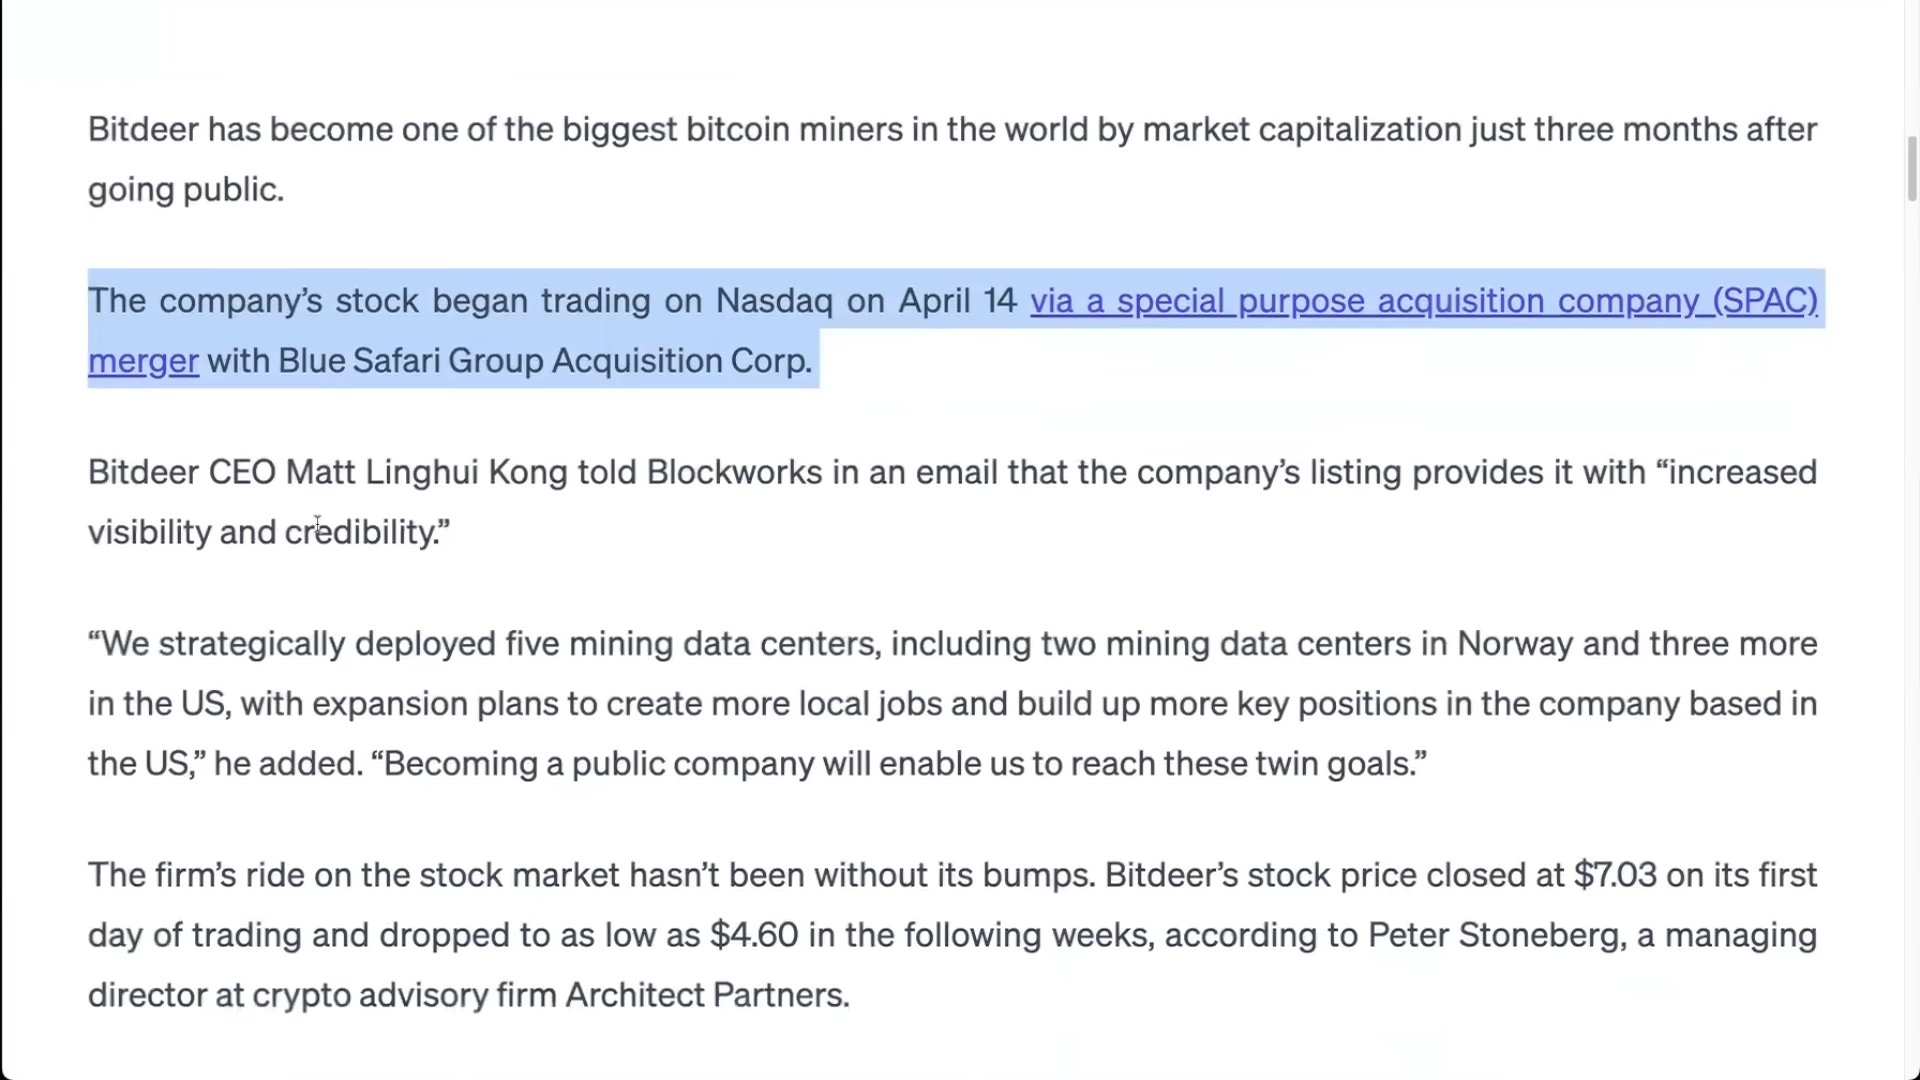 Bitdeer has become one of the biggest bitcoin miners in the world by market capitalization just three months after
going public.
The company’s stock began trading on Nasdaq on April 14 via a special purpose acquisition company (SPAC)
merger with Blue Safari Group Acquisition Corp.
Bitdeer CEO Matt Linghui Kong told Blockworks in an email that the company’s listing provides it with “increased
visibility and credibility.”
“We strategically deployed five mining data centers, including two mining data centers in Norway and three more
in the US, with expansion plans to create more local jobs and build up more key positions in the company based in
the US,” he added. “Becoming a public company will enable us to reach these twin goals.”
The firm’s ride on the stock market hasn’t been without its bumps. Bitdeer’s stock price closed at $7.03 on its first
day of trading and dropped to as low as $4.60 in the following weeks, according to Peter Stoneberg, a managing
director at crypto advisory firm Architect Partners.